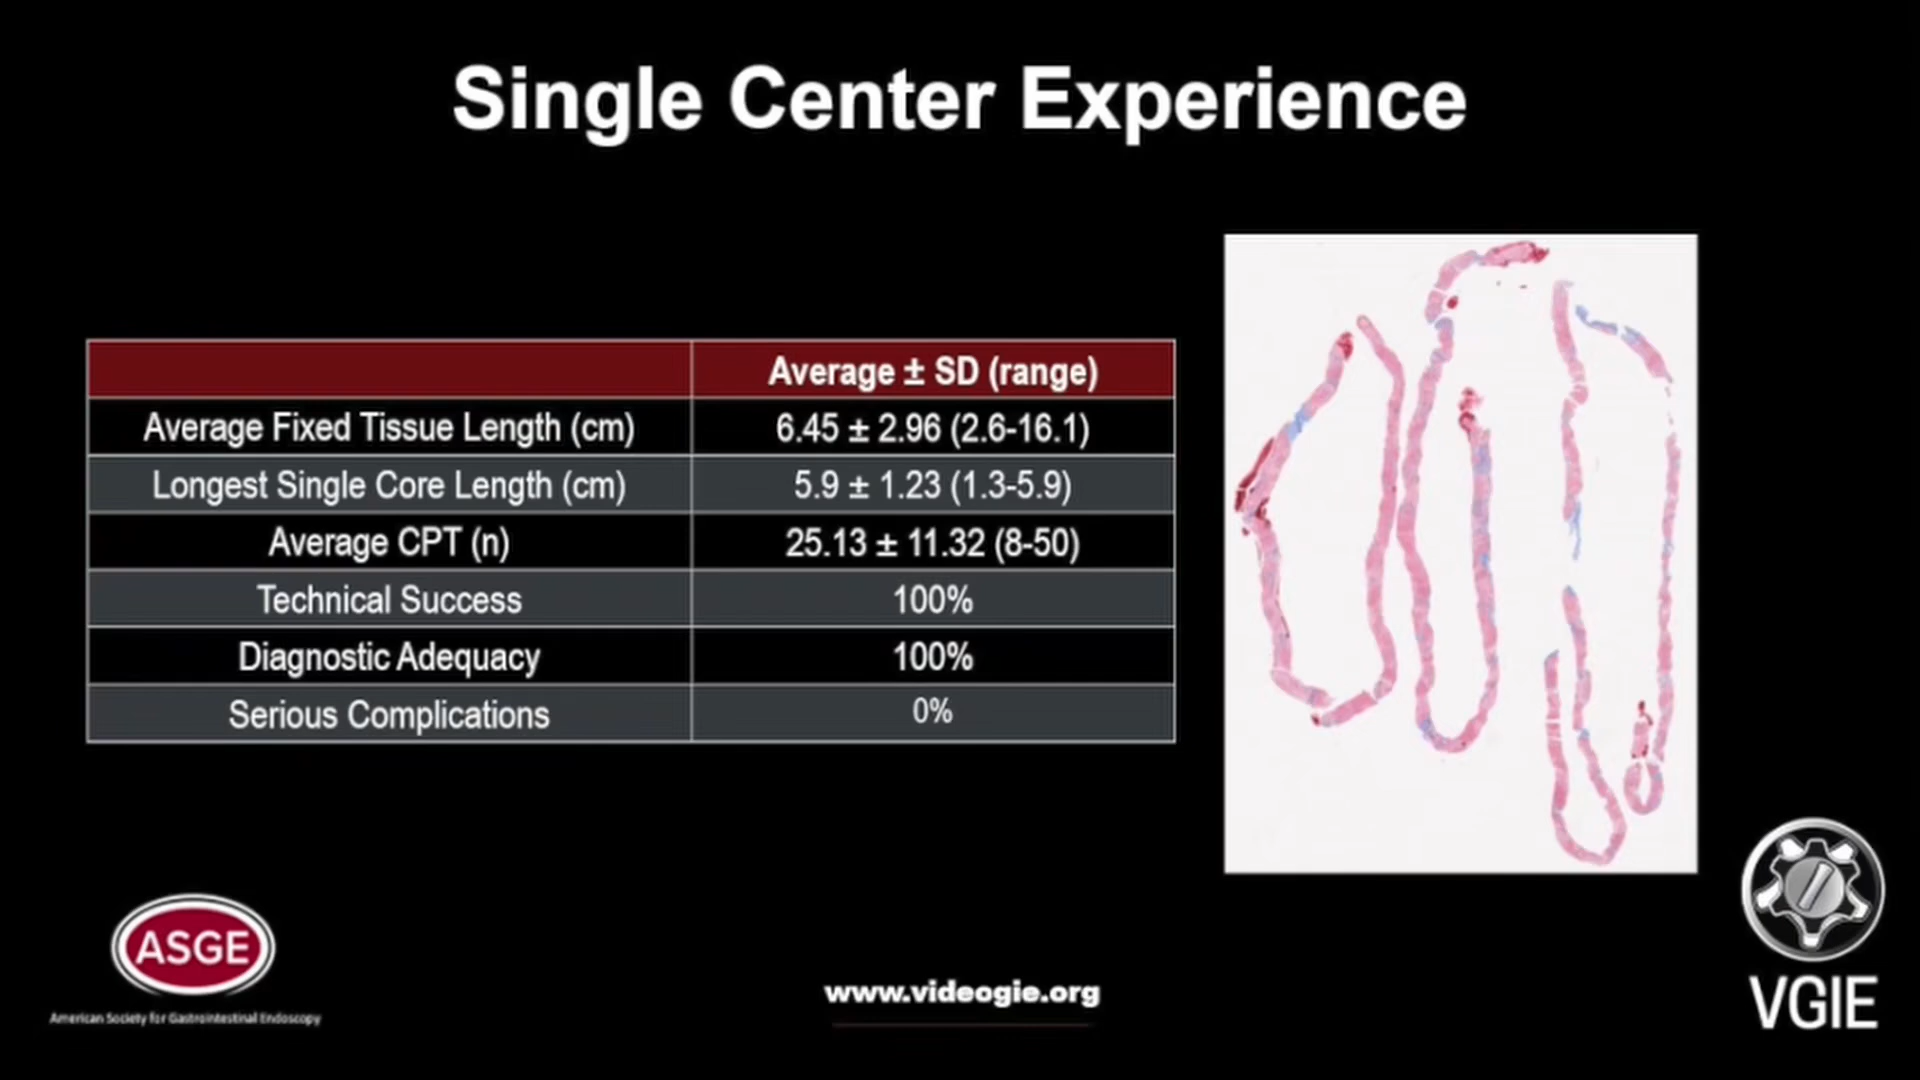 Single Center Experience
Average ± SD (range)
Average Fixed Tissue Length (cm) 6.45 ± 2.96 (2.6-16.1)
Longest Single Core Length (cm) 5.9 ± 1.23 (1.3-5.9)
Average CPT (n) 25.13 ± 11.32 (8-50)
Technical Success 100%
Diagnostic Adequacy 100%
Serious Complications 0%
ASGE
American Society for Gastrointestinal Endoscopy
www.videogie.org
VGIE